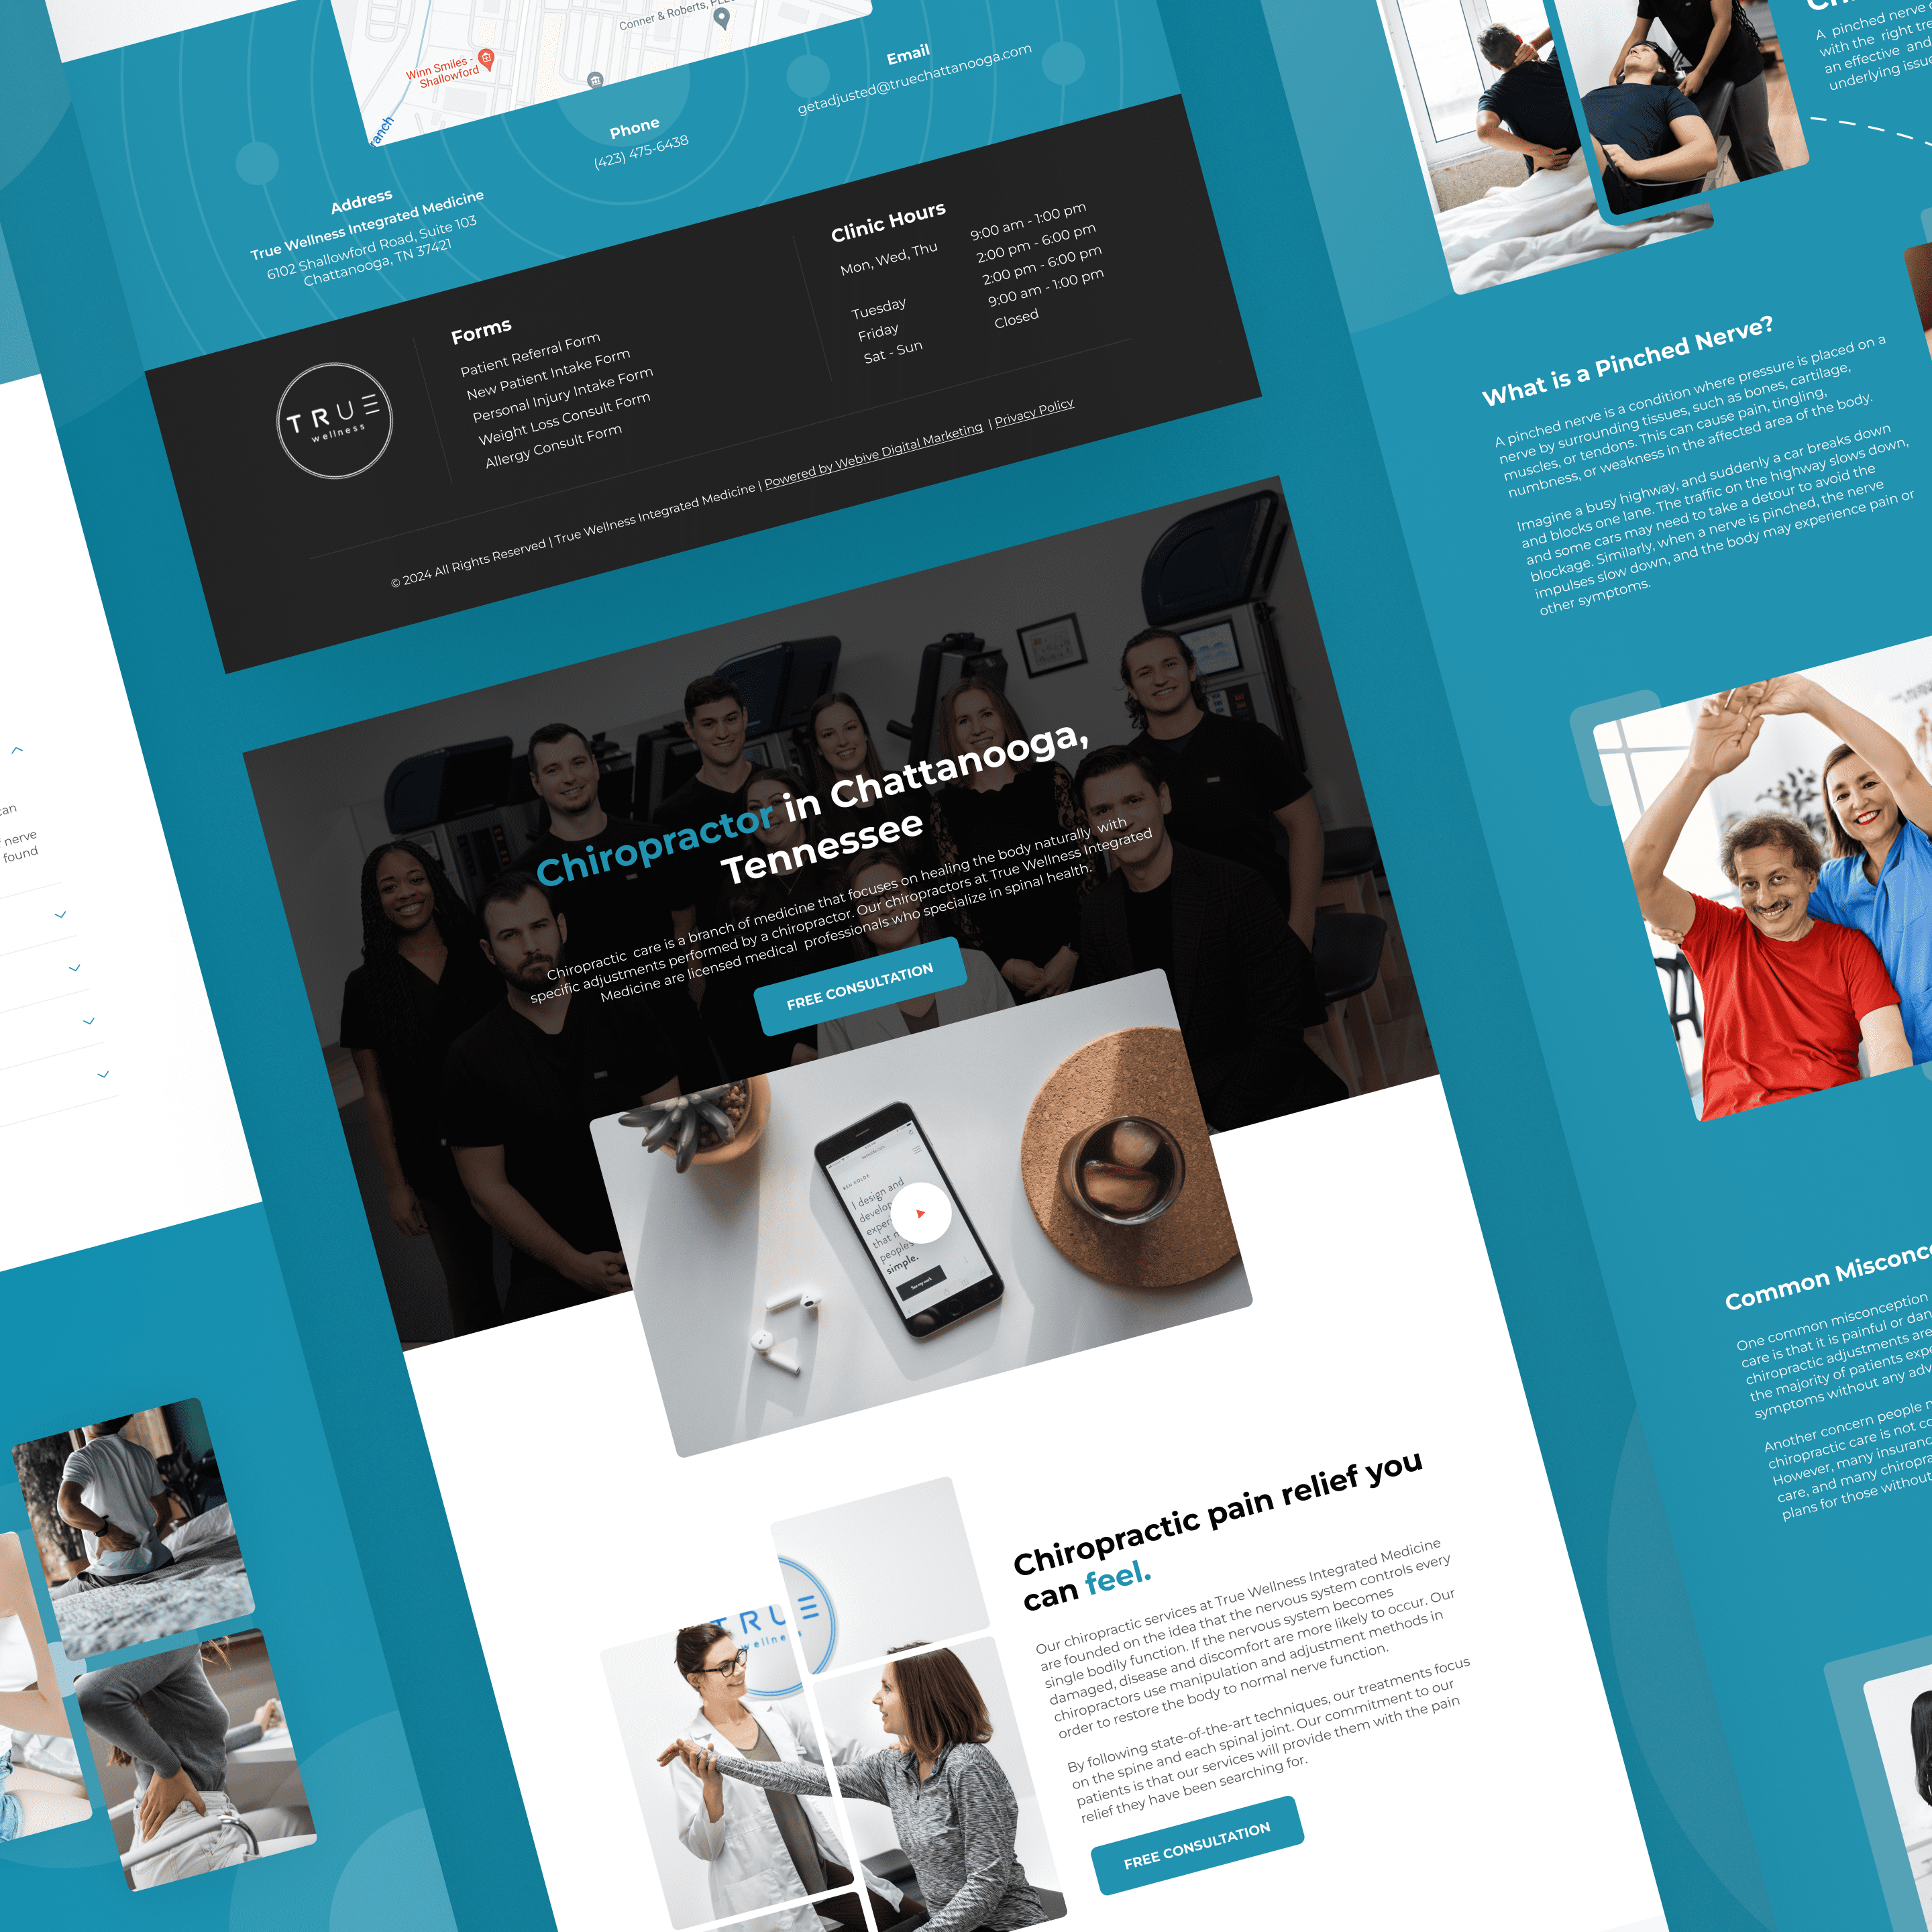 Conner & Roberts,
Winn Smiles -
Shallowford
Email
getadjusted@truechattanooga.com
Phone
(423) 475-6438
Address
True Wellness Integrated Medicine
6102 Shallowford Road, Suite 103
Chattanooga, TN 37421
TRUE
wellness
Forms
Patient Referral Form
New Patient Intake Form
Personal Injury Intake Form
Weight Loss Consult Form
Allergy Consult Form
Clinic Hours
Mon, Wed, Thu
9:00 am - 1:00 pm
2:00 pm - 6:00 pm
Tuesday
2:00 pm - 6:00 pm
Friday
9:00 am - 1:00 pm
Sat - Sun
Closed
© 2024 All Rights Reserved | True Wellness Integrated Medicine | Powered by Webive Digital Marketing | Privacy Policy
Chiropractor in Chattanooga,
Tennessee
Chiropractic care is a branch of medicine that focuses on healing the body naturally with
specific adjustments performed by a chiropractor. Our chiropractors at True Wellness Integrated
Medicine are licensed medical professionals who specialize in spinal health.
FREE CONSULTATION
I design and
that
simple.
See my work
Chiropractic pain relief you
can feel.
Our chiropractic services at True Wellness Integrated Medicine
are founded on the idea that the nervous system controls every
single bodily function. If the nervous system becomes
damaged, disease and discomfort are more likely to occur. Our
chiropractors use manipulation and adjustment methods in
order to restore the body to normal nerve function.
By following state-of-the-art techniques, our treatments focus
on the spine and each spinal joint. Our commitment to our
patients is that our services will provide them with the pain
relief they have been searching for.
FREE CONSULTATION
TRUE
wellness
nerve
found
A pinched nerve
with the right
an effective and
underlying
What is a Pinched Nerve?
A pinched nerve is a condition where pressure is placed on a
nerve by surrounding tissues, such as bones, cartilage,
muscles, or tendons. This can cause pain, tingling,
numbness, or weakness in the affected area of the body.
Imagine a busy highway, and suddenly a car breaks down
and blocks one lane. The traffic on the highway slows down,
and some cars may need to take a detour to avoid the
blockage. Similarly, when a nerve is pinched, the nerve
impulses slow down, and the body may experience pain or
other symptoms.
Common
One common misconception
care is that it is painful or
chiropractic adjustments are
the majority of patients
symptoms without any
Another concern people
chiropractic care is not
However, many
care, and many
plans for those without